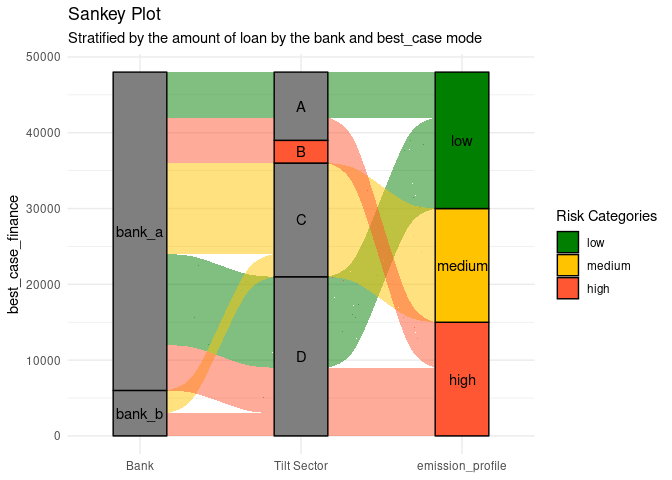 Sankey Plot
Stratified by the amount of loan by the bank and best_case mode
50000
40000
30000
20000
10000
0
best_case_finance
bank_a
bank_b
A
B
C
D
low
medium
high
Bank
Tilt Sector
emission_profile
Risk Categories
low
medium
high